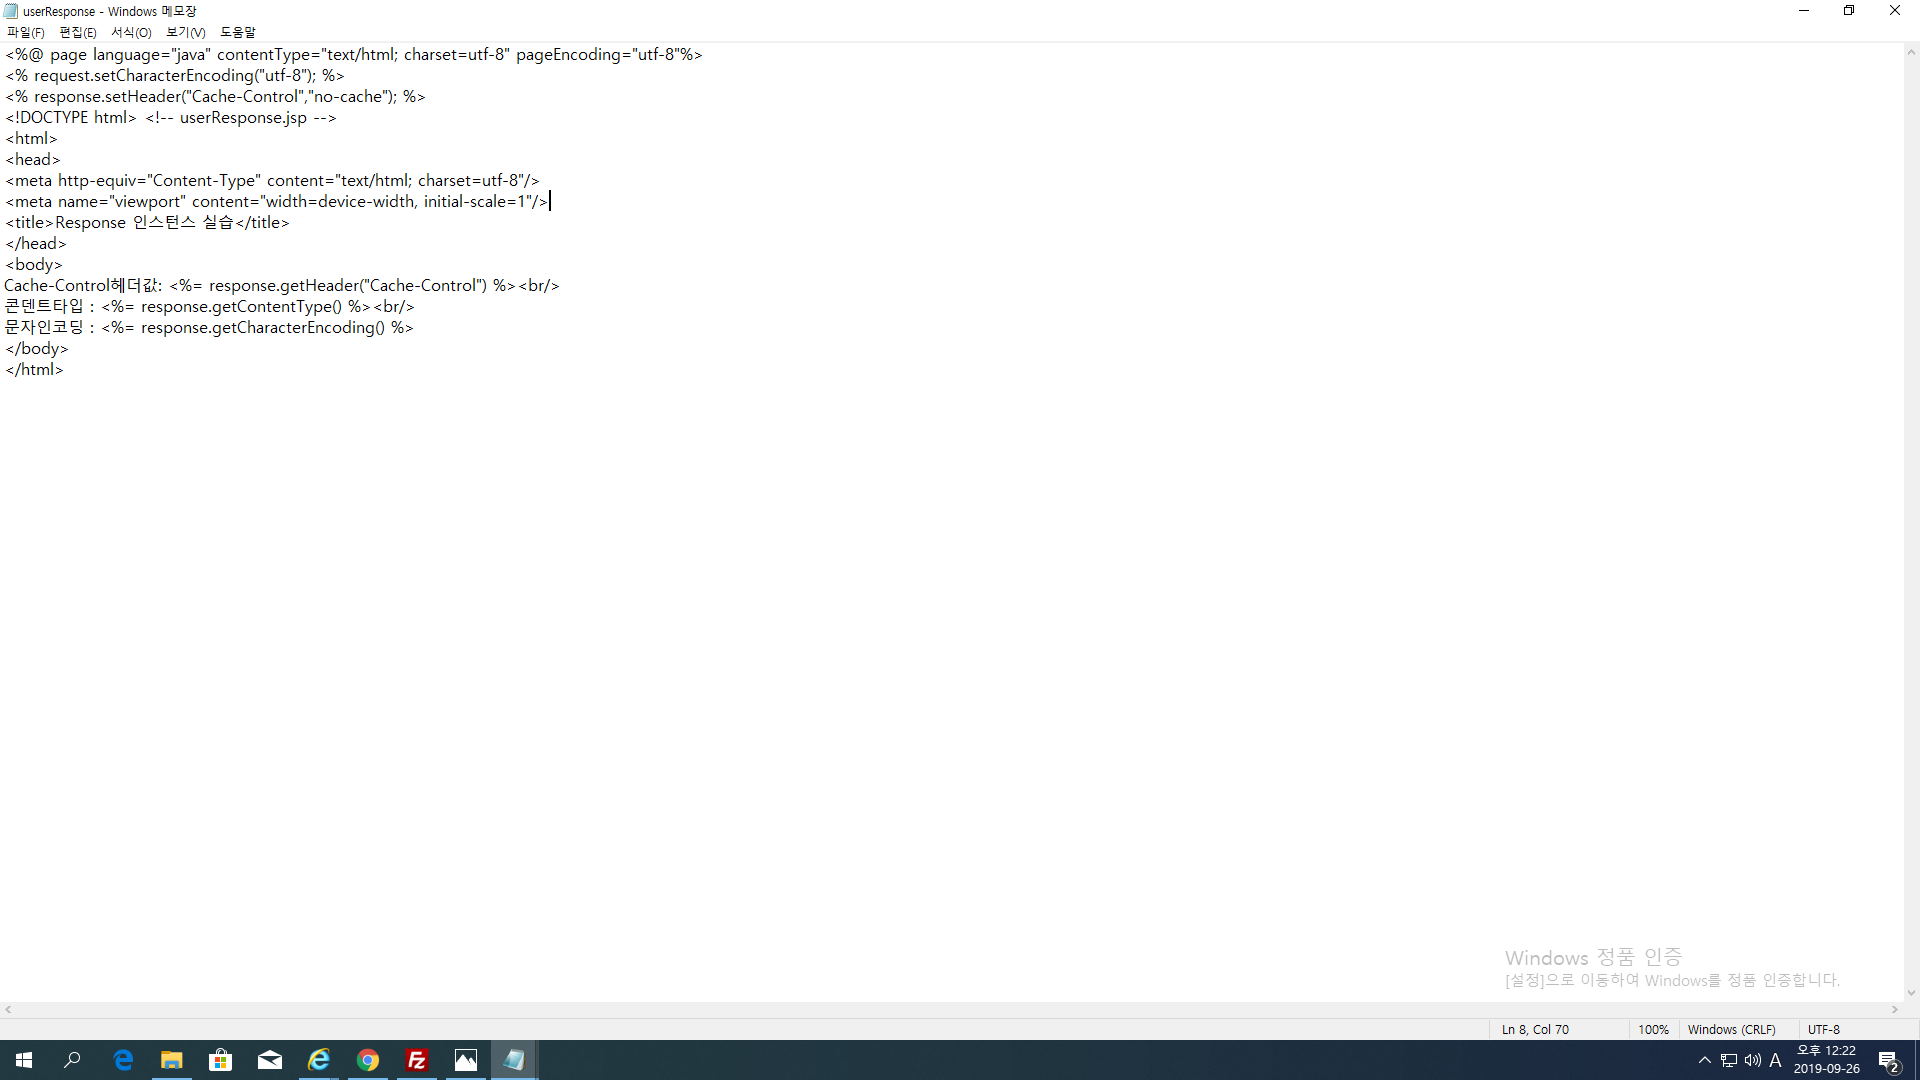 userResponse - Windows 메모장
파일(F) 편집(E) 서식(O) 보기(V) 도움말
<%@ page language="java" contentType="text/html; charset=utf-8" pageEncoding="utf-8"%>
<% request.setCharacterEncoding("utf-8"); %>
<% response.setHeader("Cache-Control","no-cache"); %>
<!DOCTYPE html> <!-- userResponse.jsp -->
<html>
<head>
<meta http-equiv="Content-Type" content="text/html; charset=utf-8"/>
<meta name="viewport" content="width=device-width, initial-scale=1"/>
<title>Response 인스턴스 실습</title>
</head>
<body>
Cache-Control헤더값: <%= response.getHeader("Cache-Control") %><br/>
콘덴트타입 : <%= response.getContentType() %><br/>
문자인코딩 : <%= response.getCharacterEncoding() %>
</body>
</html>
Windows 정품 인증
[설정]으로 이동하여 Windows를 정품 인증합니다.
Ln 8, Col 70 100% Windows (CRLF) UTF-8
A 오후 12:22
2019-09-26
2